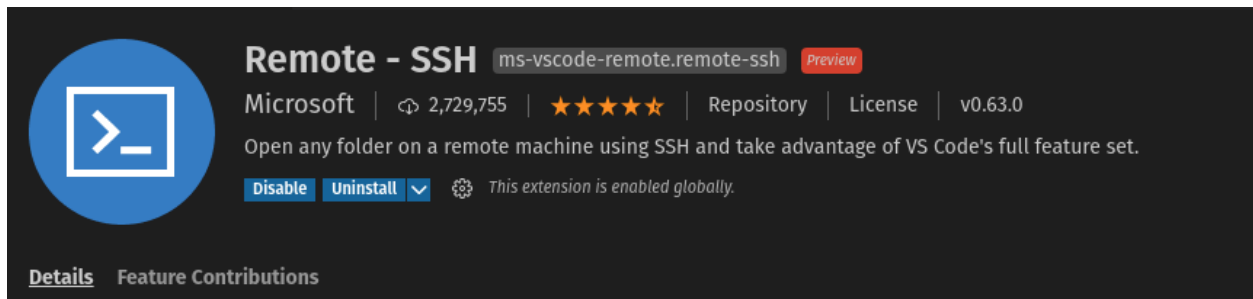 Remote - SSH ms-vscode-remote.remote-ssh Preview
Microsoft 2,729,755 Repository License v0.63.0
Open any folder on a remote machine using SSH and take advantage of VS Code's full feature set.
Disable Uninstall This extension is enabled globally.
Details Feature Contributions